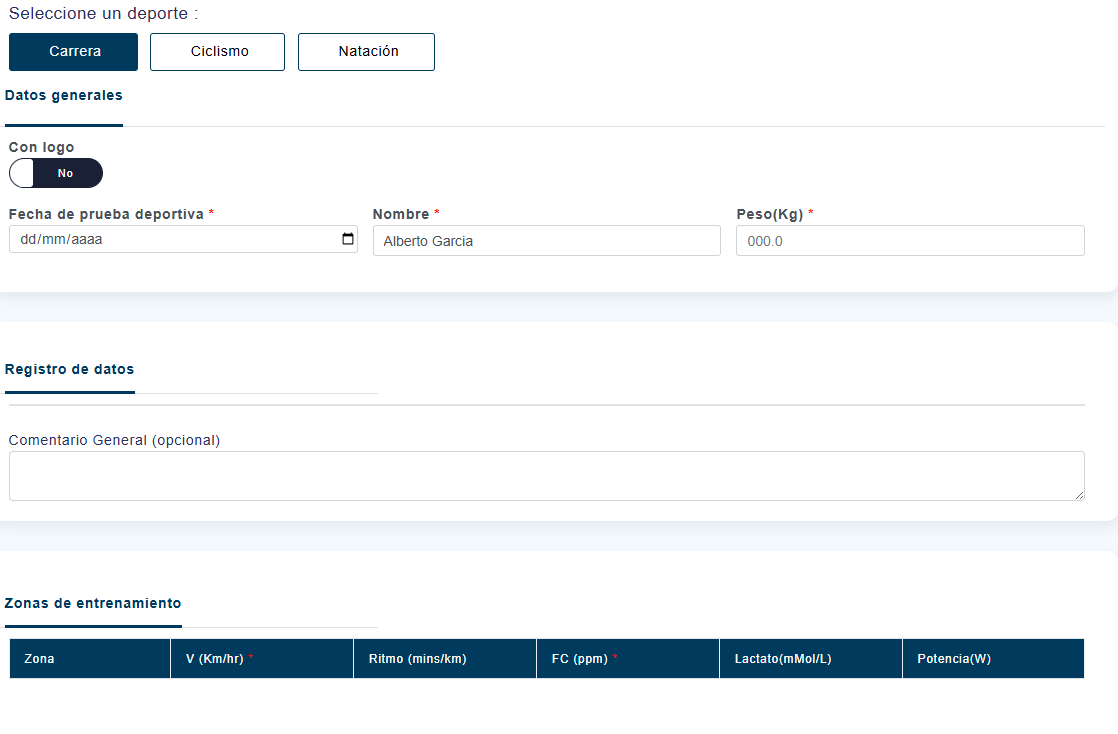 Seleccione un deporte :
Carrera Ciclismo Natación
Datos generales
Con logo
No
Fecha de prueba deportiva * Nombre * Peso(Kg) *
dd/mm/aaaa Alberto Garcia 000.0
Registro de datos
Comentario General (opcional)
Zonas de entrenamiento
Zona V (Km/hr) * Ritmo (mins/km) FC (ppm) * Lactato(mMol/L) Potencia(W)